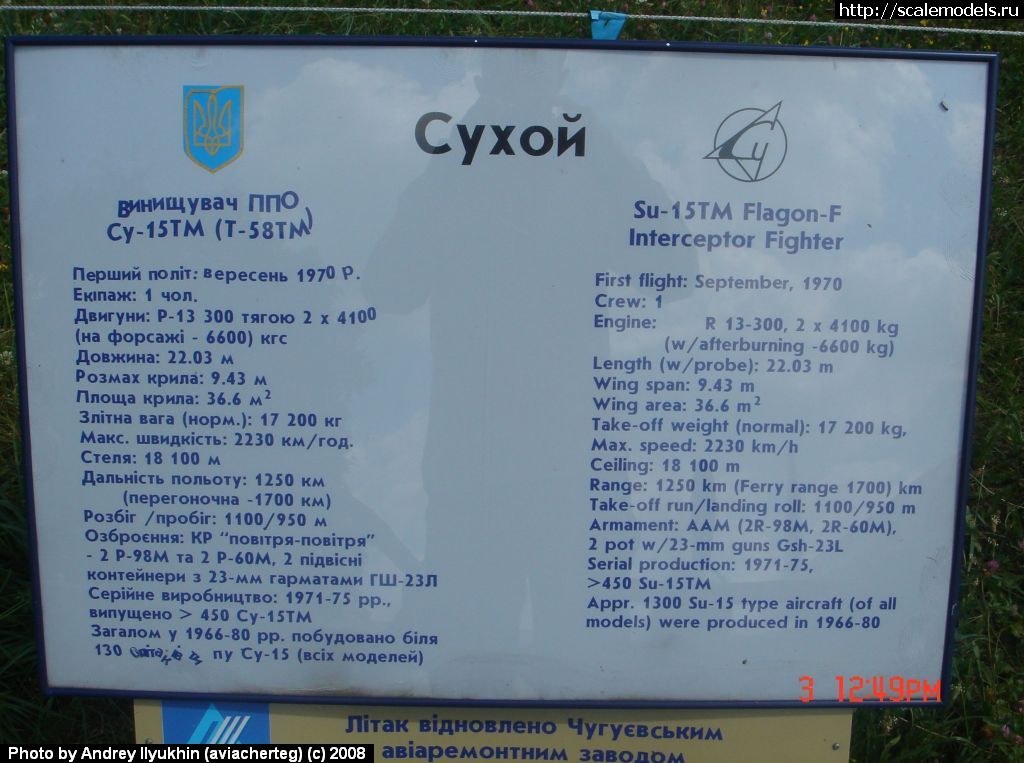 http://scalemodels.ru
Сухой
Су
Винищувач ППО
Су-15ТМ (Т-58ТМ)
Перший політ: вересень 1970 р.
Екіпаж: 1 чол.
Двигуни: Р-13 300 тягою 2 х 4100
(на форсажі - 6600) кгс
Довжина: 22.03 м
Розмах крила: 9.43 м
Площа крила: 36.6 м²
Злітна вага (норм.): 17 200 кг
Макс. швидкість: 2230 км/год.
Стеля: 18 100 м
Дальність польоту: 1250 км
(перегоночна -1700 км)
Розбіг /пробіг: 1100/950 м
Озброєння: КР "повітря-повітря"
- 2 Р-98М та 2 Р-60М, 2 підвісні
контейнери з 23-мм гарматами ГШ-23Л
Серійне виробництво: 1971-75 рр.,
випущено > 450 Су-15ТМ
Загалом у 1966-80 рр. побудовано біля
130 пу Су-15 (всіх моделей)
Su-15TM Flagon-F
Interceptor Fighter
First flight: September, 1970
Crew: 1
Engine: R 13-300, 2 x 4100 kg
(w/afterburning -6600 kg)
Length (w/probe): 22.03 m
Wing span: 9.43 m
Wing area: 36.6 m²
Take-off weight (normal): 17 200 kg,
Max. speed: 2230 km/h
Ceiling: 18 100 m
Range: 1250 km (Ferry range 1700) km
Take-off run/landing roll: 1100/950 m
Armament: AAM (2R-98M, 2R-60M),
2 pot w/23-mm guns Gsh-23L
Serial production: 1971-75,
>450 Su-15TM
Appr. 1300 Su-15 type aircraft (of all
models) were produced in 1966-80
3 12:49PM
Літак відновлено Чугуєвським
авіаремонтним заводом
Photo by Andrey Ilyukhin (aviacherteg) (c) 2008